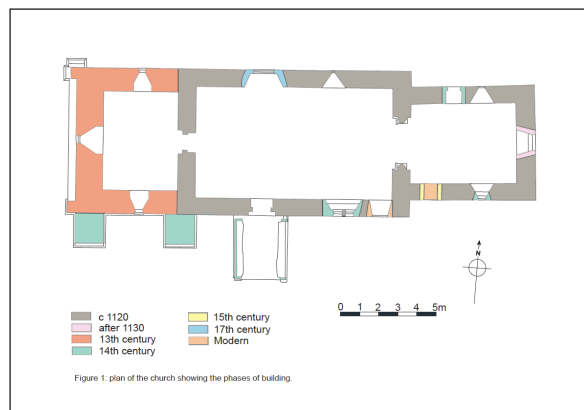 N
c 1120
after 1130
13th century
14th century
15th century
17th century
Modern
0 1 2 3 4 5m
Figure 1: plan of the church showing the phases of building.